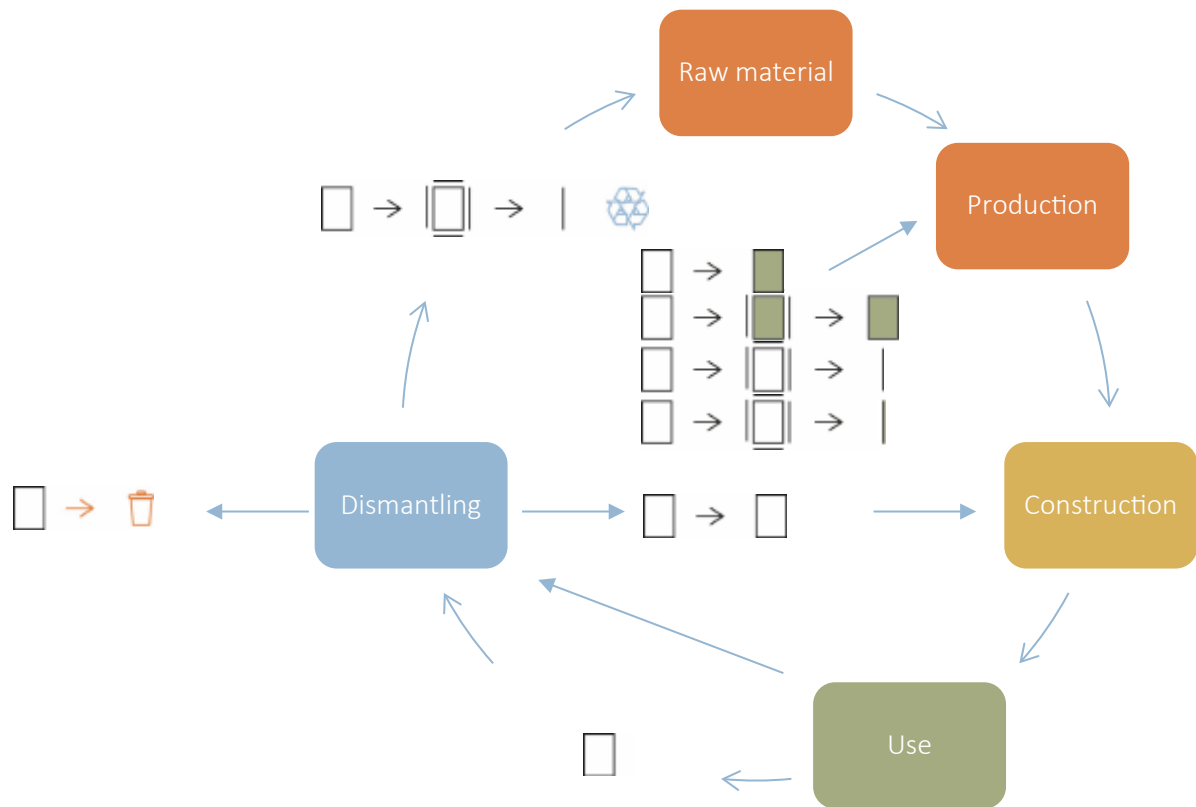 Raw material
Production
Dismantling
Construction
Use